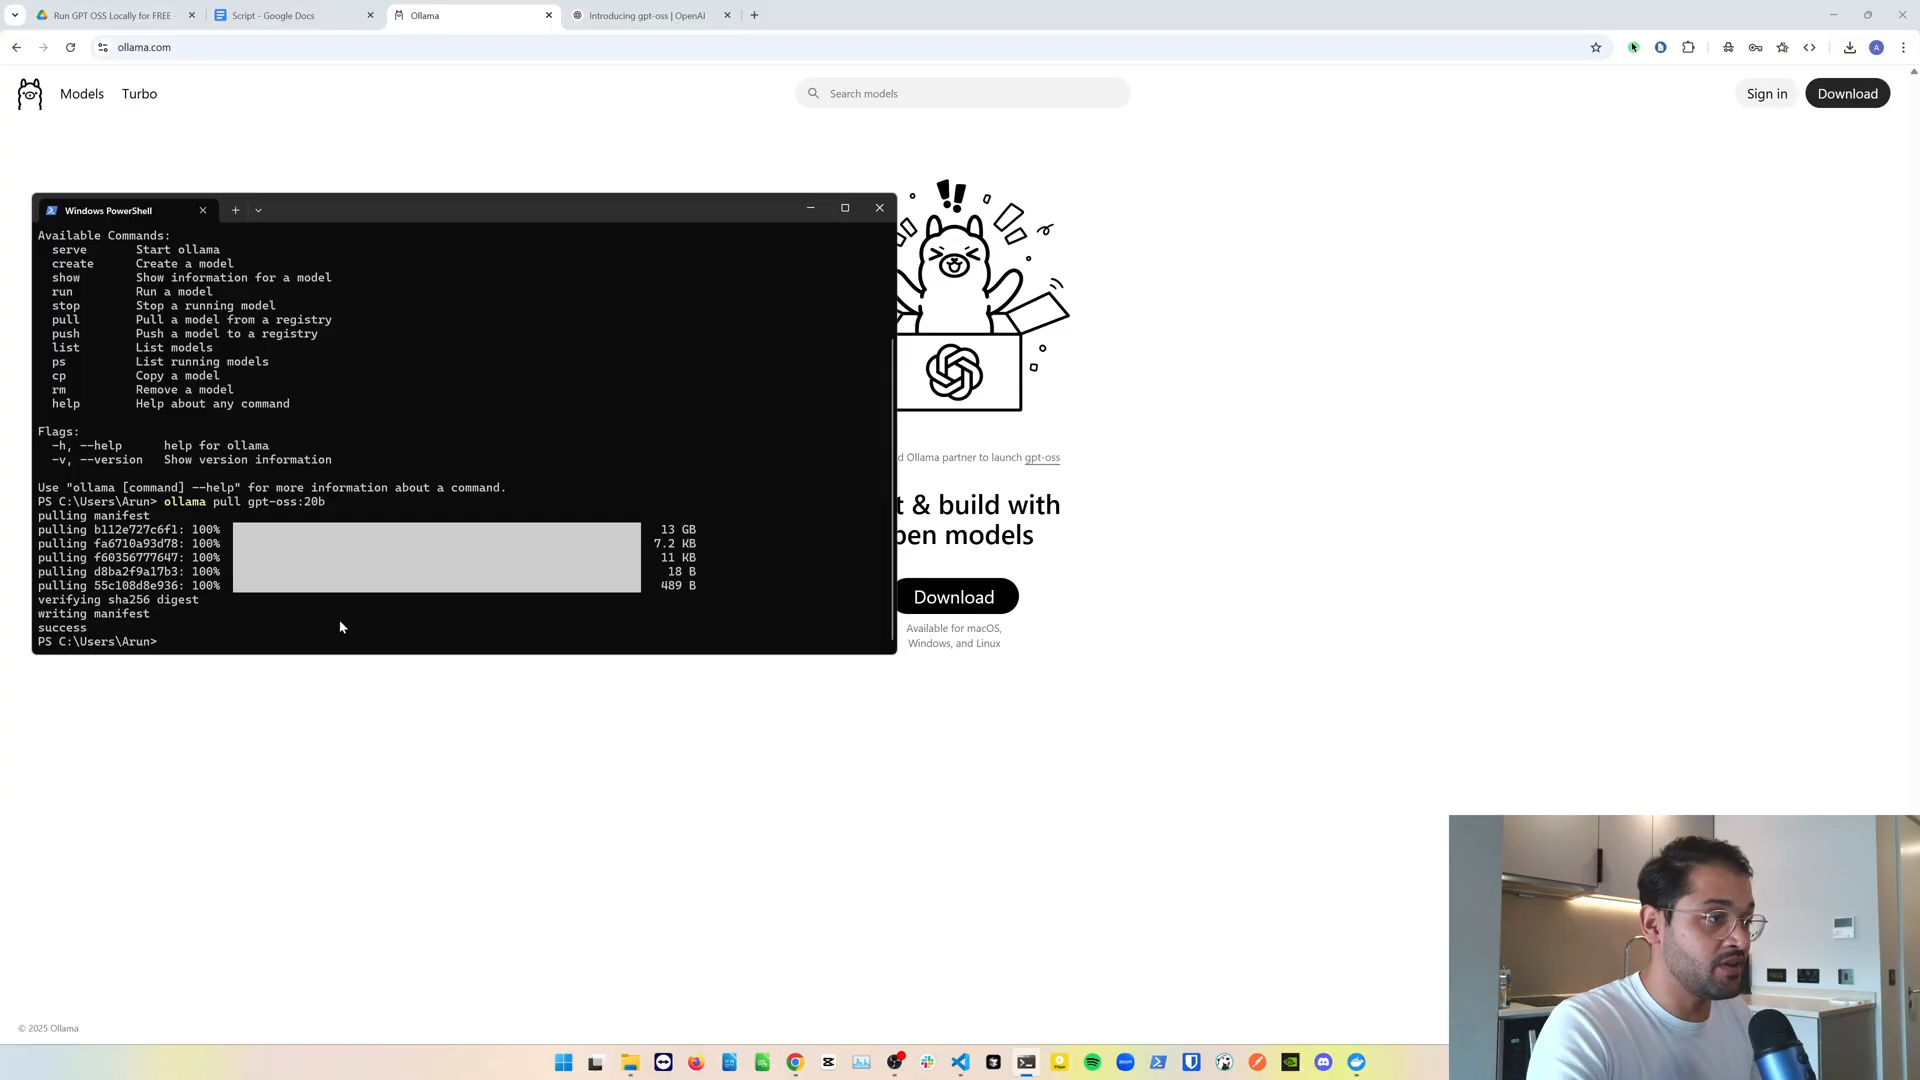 Run GPT OSS Locally for FREE
Script - Google Docs
Ollama
Introducing gpt-oss | OpenAI
ollama.com
A
Models
Turbo
Search models
Sign in
Download
Windows PowerShell
Available Commands:
serve Start ollama
create Create a model
show Show information for a model
run Run a model
stop Stop a running model
pull Pull a model from a registry
push Push a model to a registry
list List models
ps List running models
cp Copy a model
rm Remove a model
help Help about any command
Flags:
-h, --help help for ollama
-v, --version Show version information
Use "ollama [command] --help" for more information about a command.
PS C:\Users\Arun> ollama pull gpt-oss:20b
pulling manifest
pulling b112e727c6f1: 100% 13 GB
pulling fa6710a93d78: 100% 7.2 KB
pulling f60356777647: 100% 11 KB
pulling d8ba2f9a17b3: 100% 18 B
pulling 55c108d8e936: 100% 489 B
verifying sha256 digest
writing manifest
success
PS C:\Users\Arun>
d Ollama partner to launch gpt-oss
t & build with
pen models
Download
Available for macOS,
Windows, and Linux
© 2025 Ollama
zoom